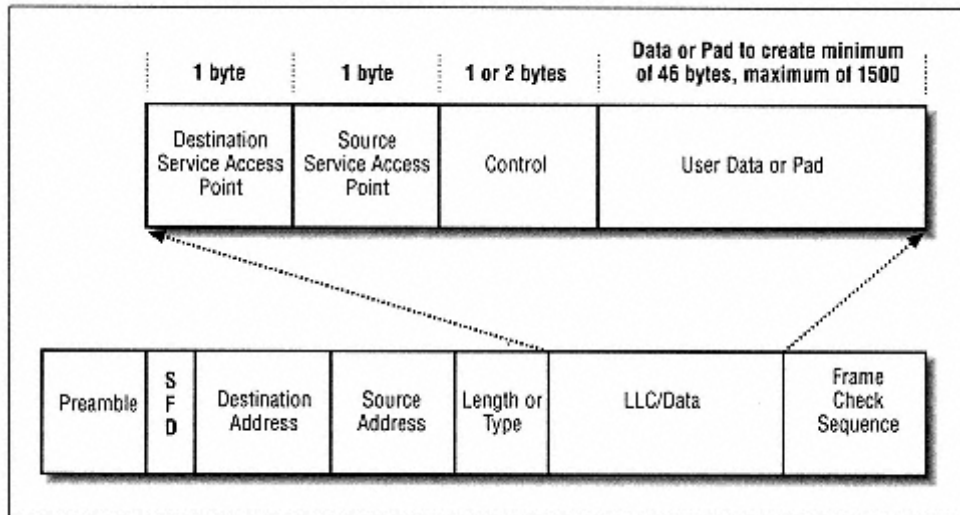 1 byte
1 byte
1 or 2 bytes
Data or Pad to create minimum
of 46 bytes, maximum of 1500
Destination
Service Access
Point
Source
Service Access
Point
Control
User Data or Pad
Preamble
S
F
D
Destination
Address
Source
Address
Length or
Type
LLC/Data
Frame
Check
Sequence